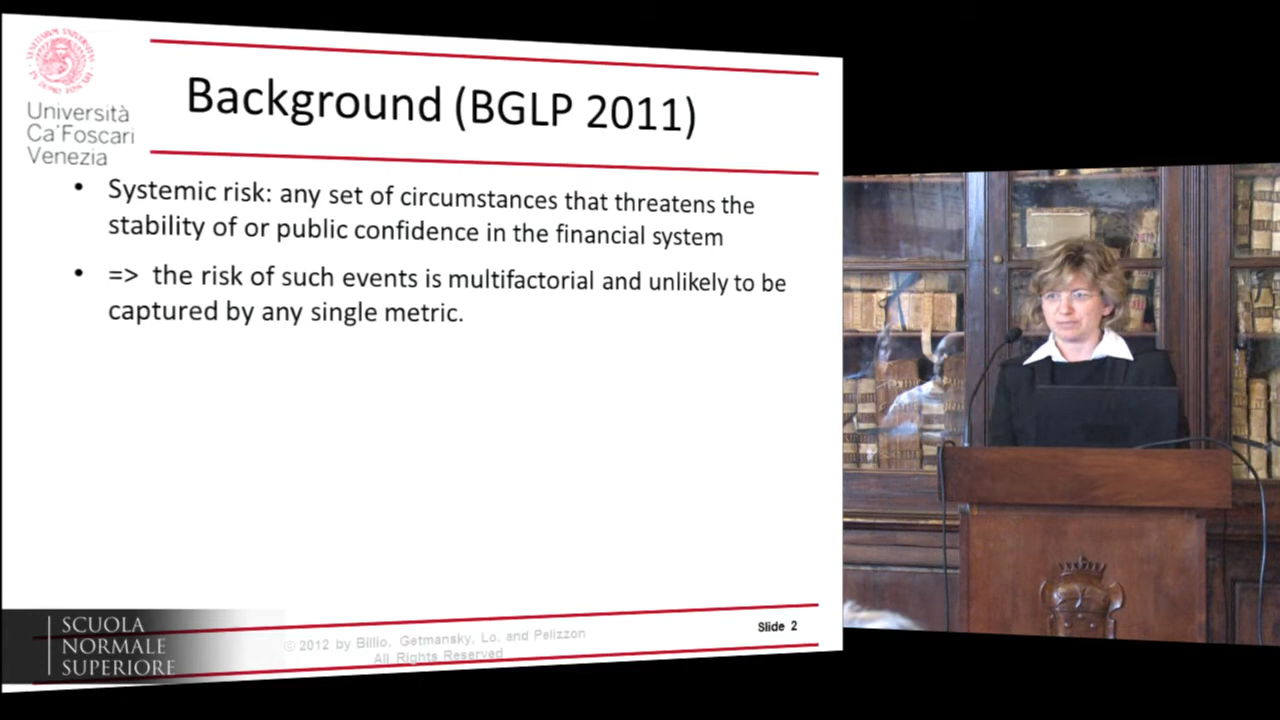 Università
Ca'Foscari
Venezia
Background (BGLP 2011)
• Systemic risk: any set of circumstances that threatens the
stability of or public confidence in the financial system
• => the risk of such events is multifactorial and unlikely to be
captured by any single metric.
© 2012 by Billio, Getmansky, Lo, and Pelizzon
All Rights Reserved
Slide 2
SCUOLA
NORMALE
SUPERIORE